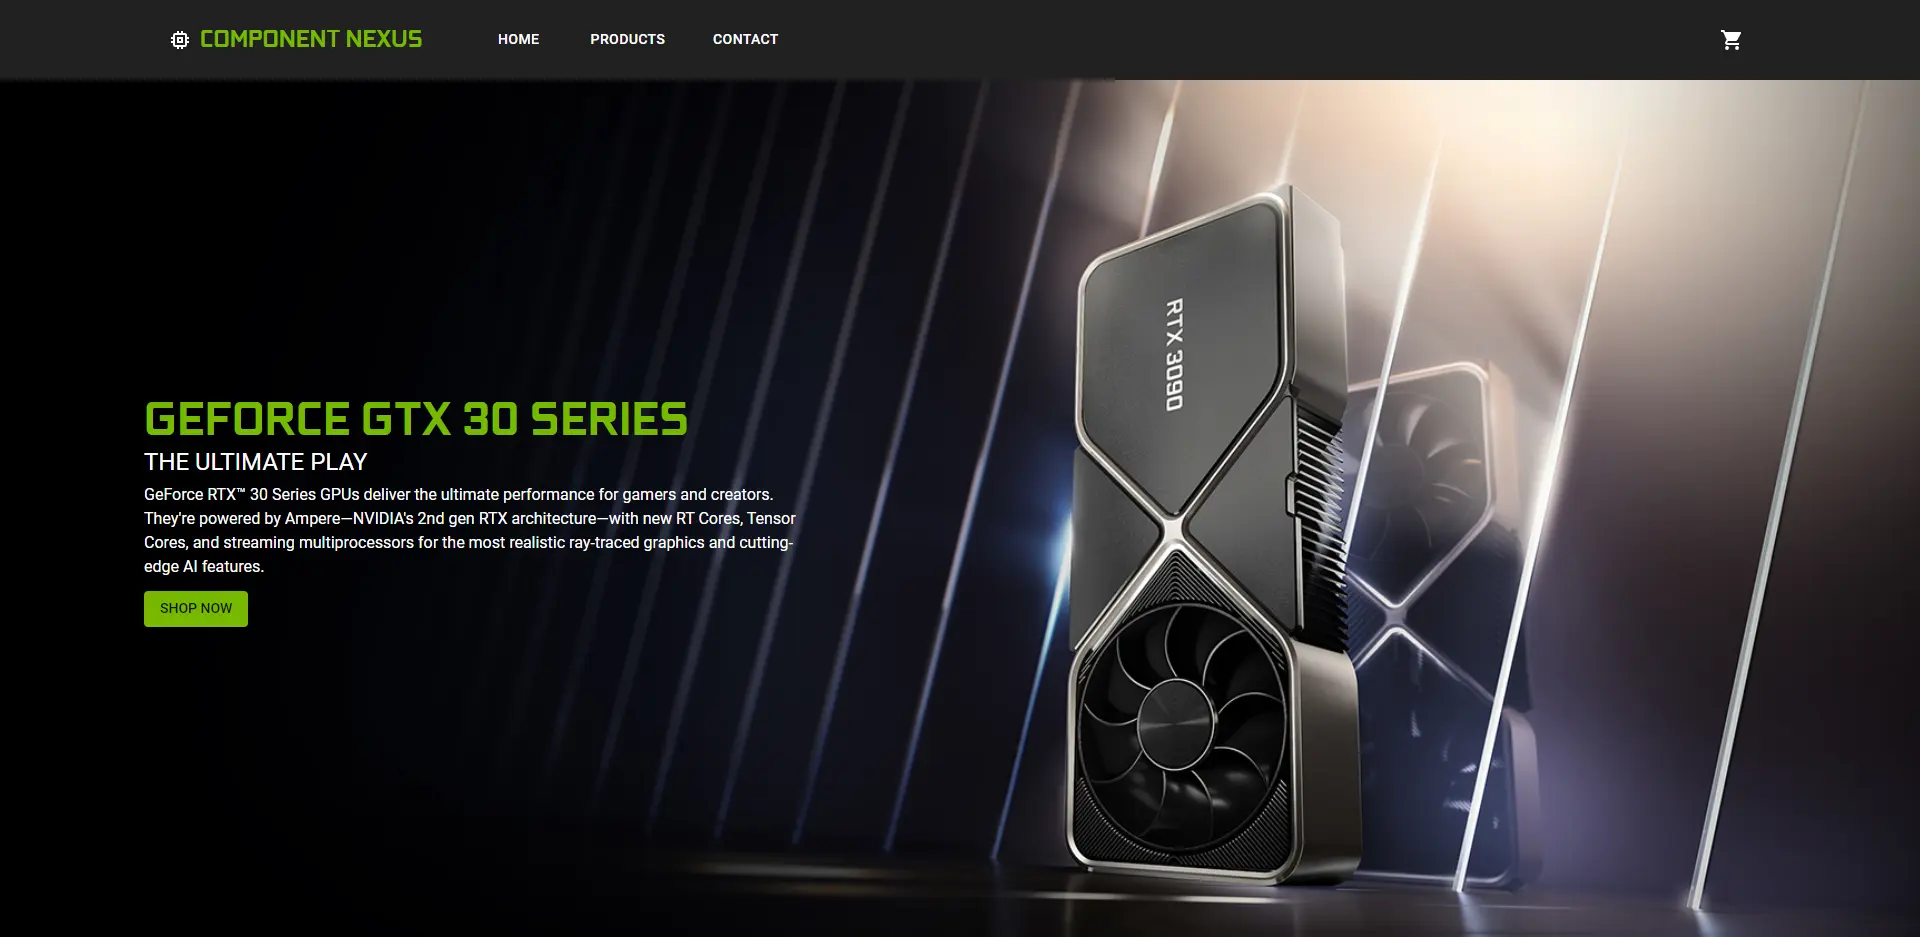 COMPONENT NEXUS
HOME
PRODUCTS
CONTACT
RTX 3090
GEFORCE GTX 30 SERIES
THE ULTIMATE PLAY
GeForce RTX™ 30 Series GPUs deliver the ultimate performance for gamers and creators.
They're powered by Ampere—NVIDIA's 2nd gen RTX architecture—with new RT Cores, Tensor
Cores, and streaming multiprocessors for the most realistic ray-traced graphics and cutting-
edge AI features.
SHOP NOW